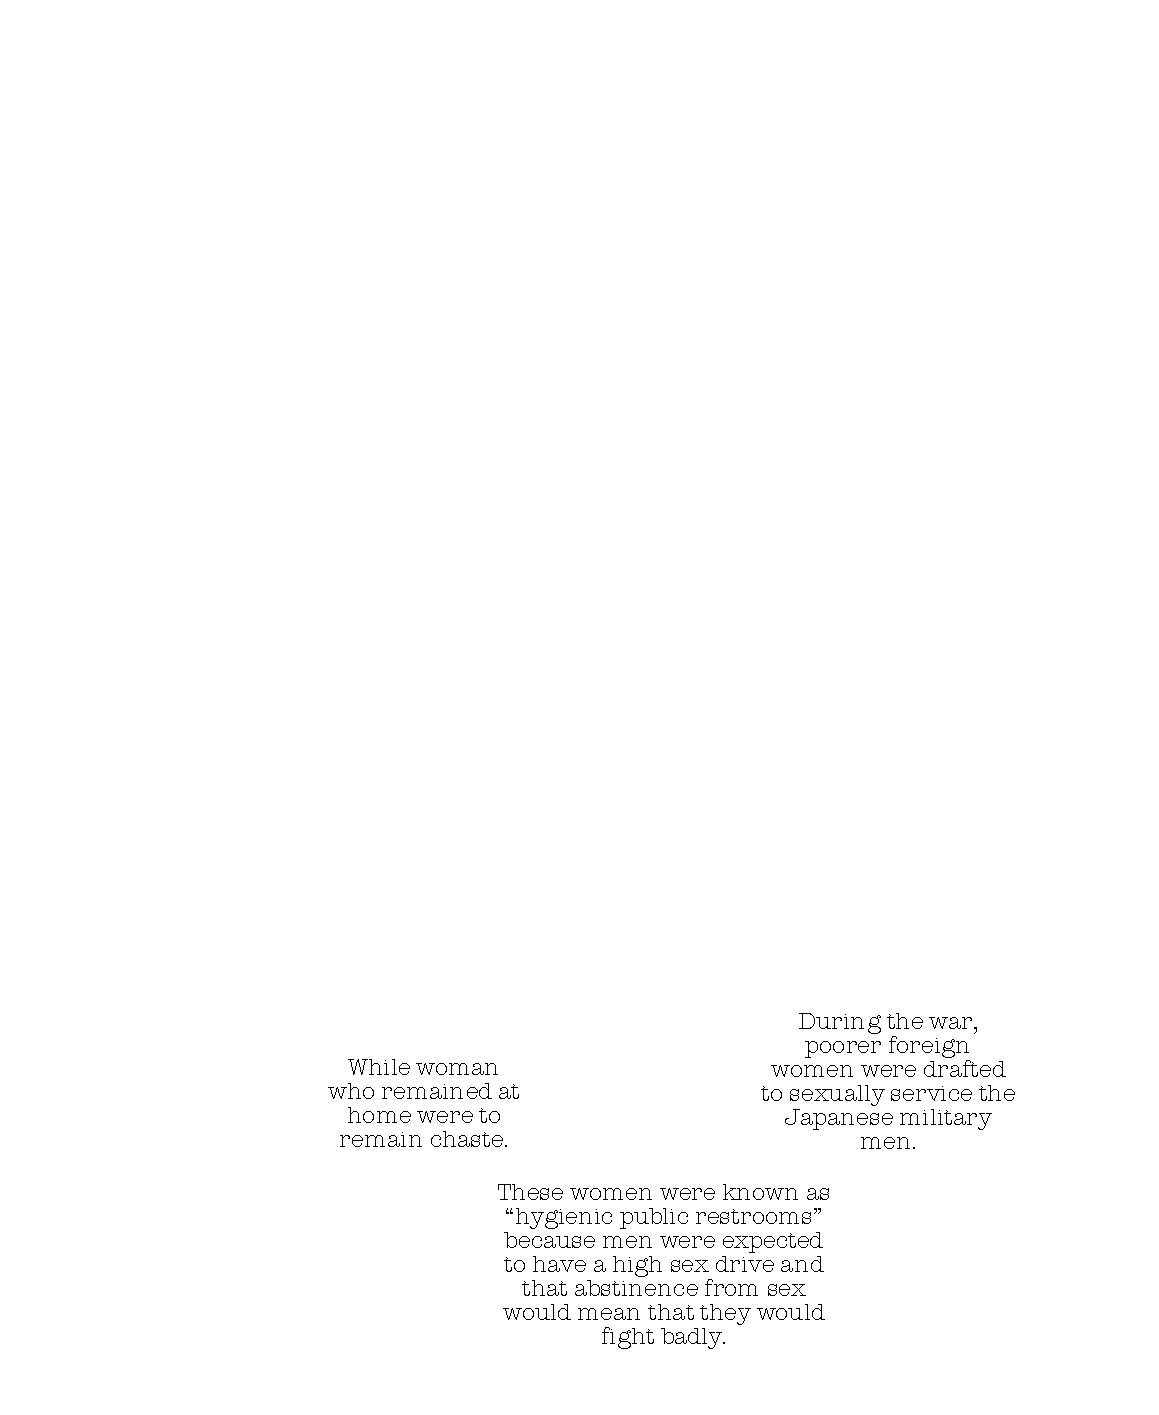 During the war,
poorer foreign
women were drafted
to sexually service the
Japanese military
men.
While woman
who remained at
home were to
remain chaste.
These women were known as
“hygienic public restrooms”
because men were expected
to have a high sex drive and
that abstinence from sex
would mean that they would
fight badly.